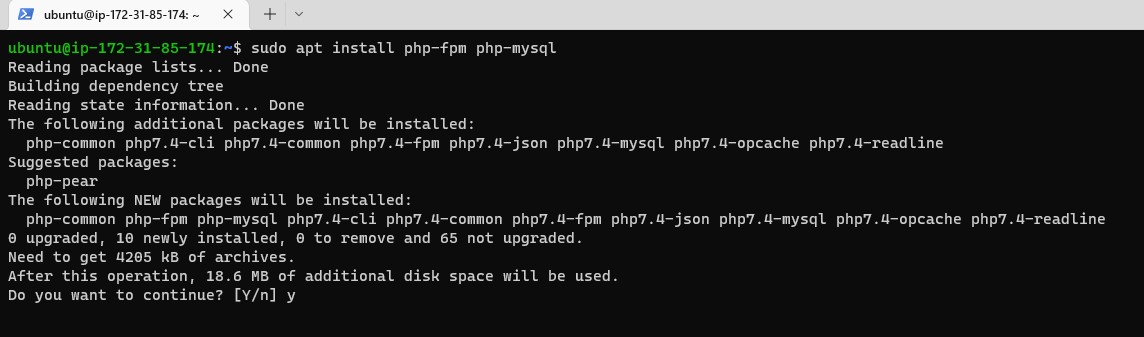 ubuntu@ip-172-31-85-174: ~
ubuntu@ip-172-31-85-174:~$ sudo apt install php-fpm php-mysql
Reading package lists... Done
Building dependency tree
Reading state information... Done
The following additional packages will be installed:
  php-common php7.4-cli php7.4-common php7.4-fpm php7.4-json php7.4-mysql php7.4-opcache php7.4-readline
Suggested packages:
  php-pear
The following NEW packages will be installed:
  php-common php-fpm php-mysql php7.4-cli php7.4-common php7.4-fpm php7.4-json php7.4-mysql php7.4-opcache php7.4-readline
0 upgraded, 10 newly installed, 0 to remove and 65 not upgraded.
Need to get 4205 kB of archives.
After this operation, 18.6 MB of additional disk space will be used.
Do you want to continue? [Y/n] y